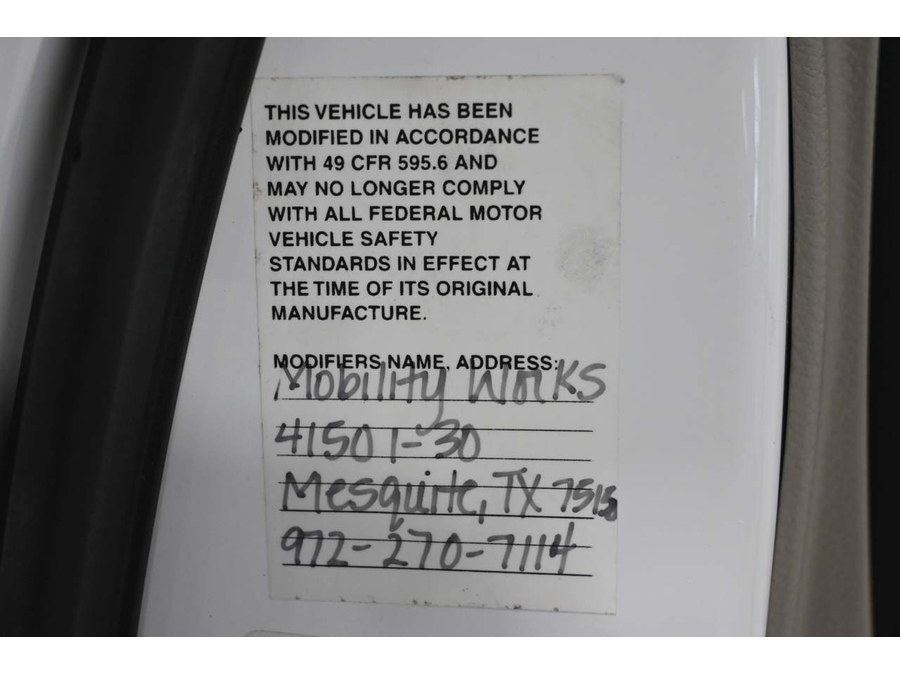 THIS VEHICLE HAS BEEN
MODIFIED IN ACCORDANCE
WITH 49 CFR 595.6 AND
MAY NO LONGER COMPLY
WITH ALL FEDERAL MOTOR
VEHICLE SAFETY
STANDARDS IN EFFECT AT
THE TIME OF ITS ORIGINAL
MANUFACTURE.
MODIFIERS NAME, ADDRESS:
Mobility Works
4150 I-30
Mesquite, TX 75150
972-270-7114